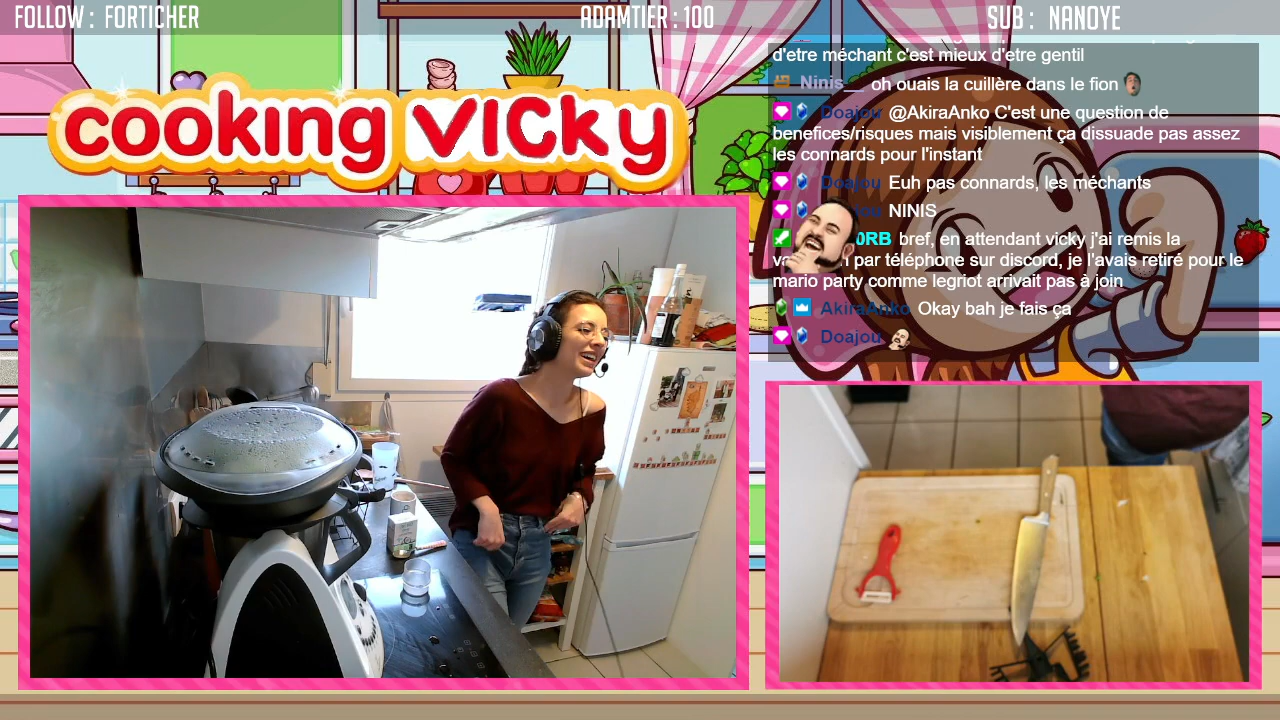 FOLLOW : FORTICHER
ADAMTIER : 100
SUB : NANOYE
cooking VICKY
d'etre méchant c'est mieux d'etre gentil
Ninis__ oh ouais la cuillère dans le fion
Doajou @AkiraAnko C'est une question de
benefices/risques mais visiblement ça dissuade pas assez
les connards pour l'instant
Doajou Euh pas connards, les méchants
Doajou NINIS
0RB bref, en attendant vicky j'ai remis la
par téléphone sur discord, je l'avais retiré pour le
mario party comme legriot arrivait pas à join
AkiraAnko Okay bah je fais ça
Doajou